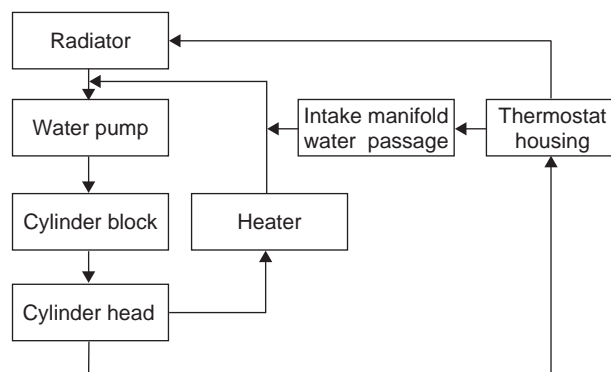 Radiator
Water pump
Intake manifold
water passage
Thermostat
housing
Cylinder block
Heater
Cylinder head